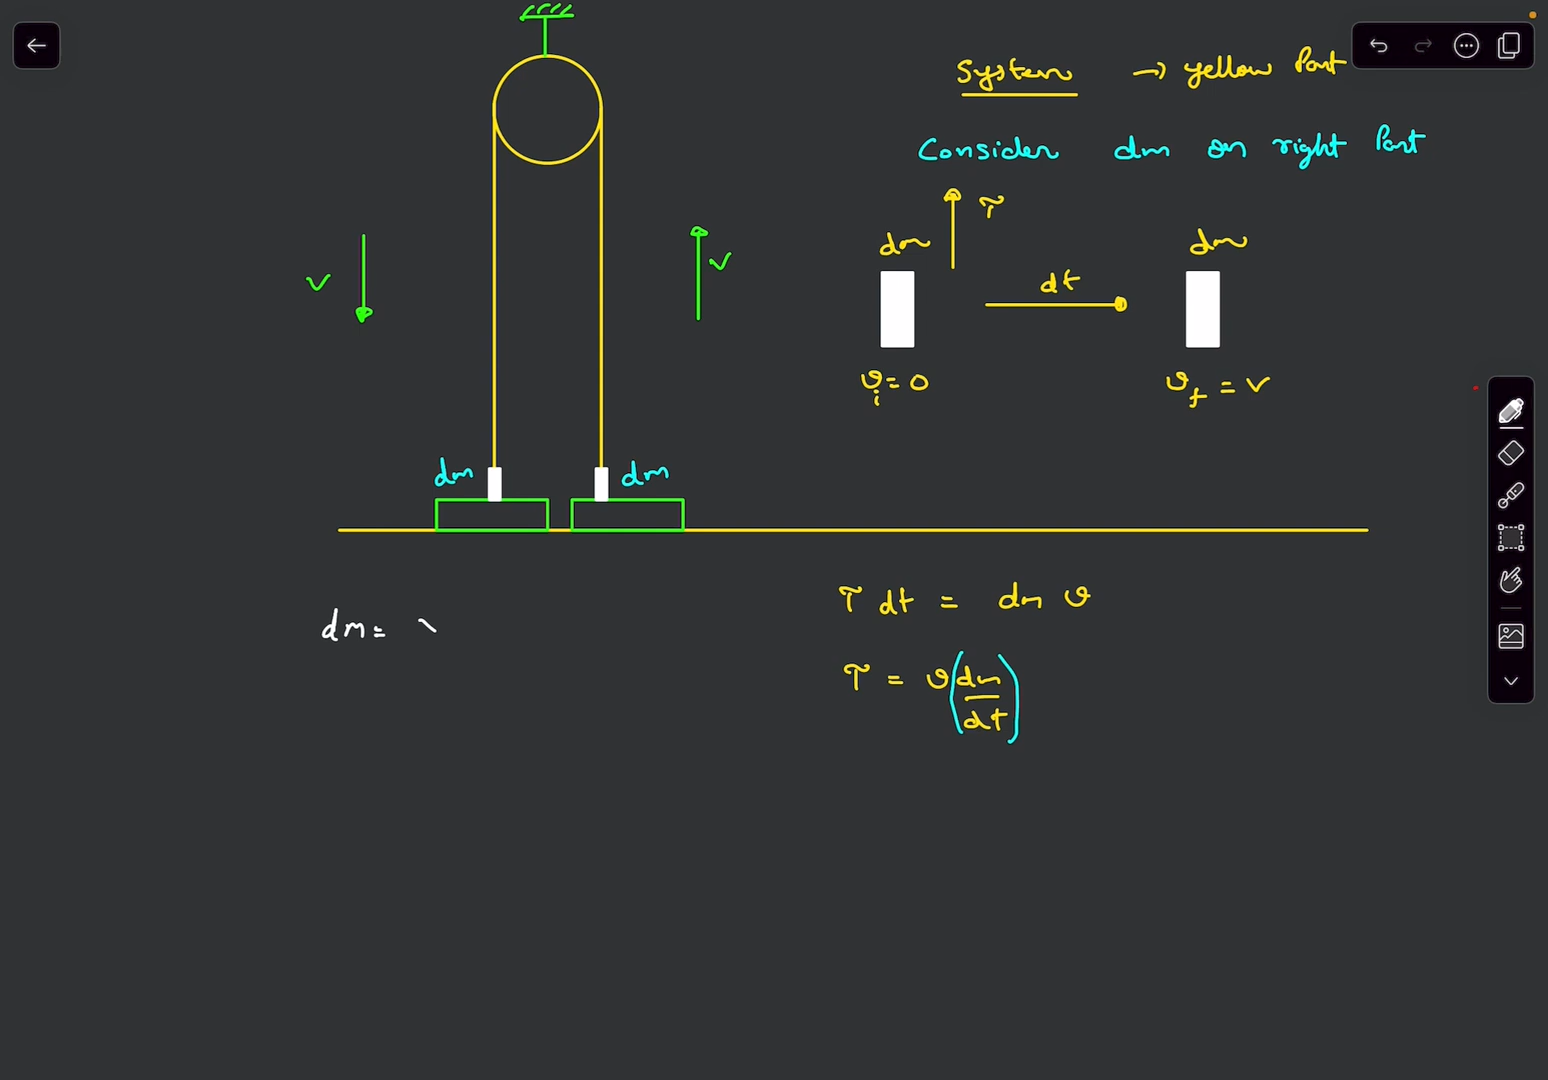 System → yellow Part
Consider dm on right Part
T
dm dm
dt
v
v
vᵢ = 0 v_f = v
dm dm
T dt = dm v
dm =
T = v(dm/dt)